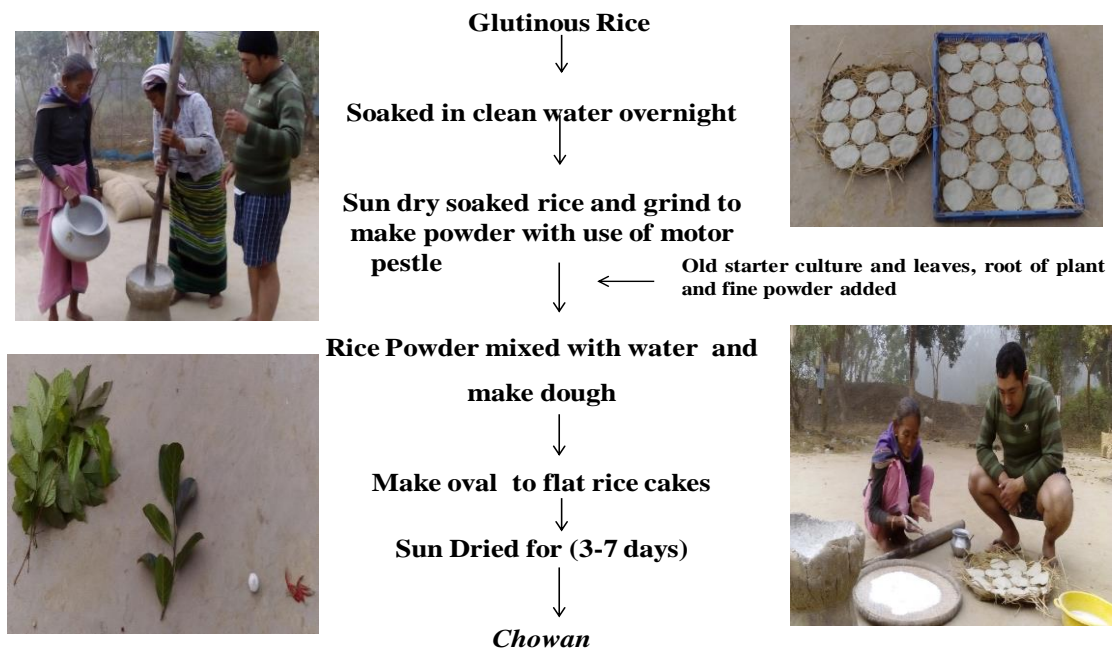 Glutinous Rice
Soaked in clean water overnight
Sun dry soaked rice and grind to
make powder with use of motor
pestle
Old starter culture and leaves, root of plant
and fine powder added
Rice Powder mixed with water and
make dough
Make oval to flat rice cakes
Sun Dried for (3-7 days)
Chowan